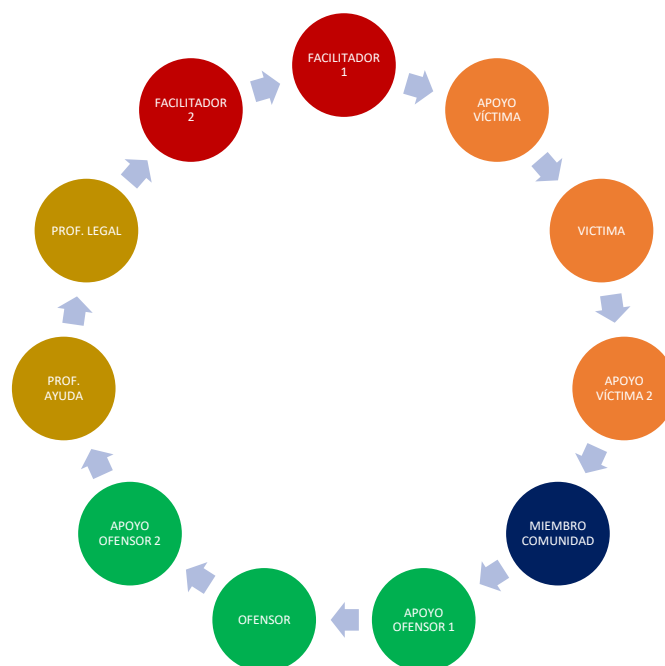 FACILITADOR
1
APOYO
VÍCTIMA
VICTIMA
APOYO
VÍCTIMA 2
MIEMBRO
COMUNIDAD
APOYO
OFENSOR 1
OFENSOR
APOYO
OFENSOR 2
PROF.
AYUDA
PROF. LEGAL
FACILITADOR
2